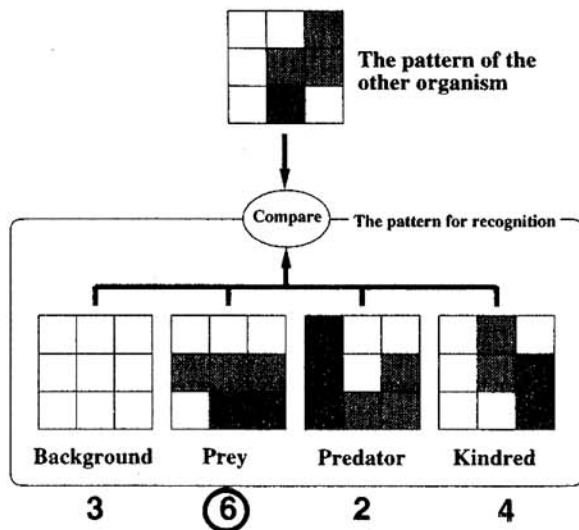 The pattern of the
other organism
Compare
The pattern for recognition
Background Prey Predator Kindred
3 6 2 4